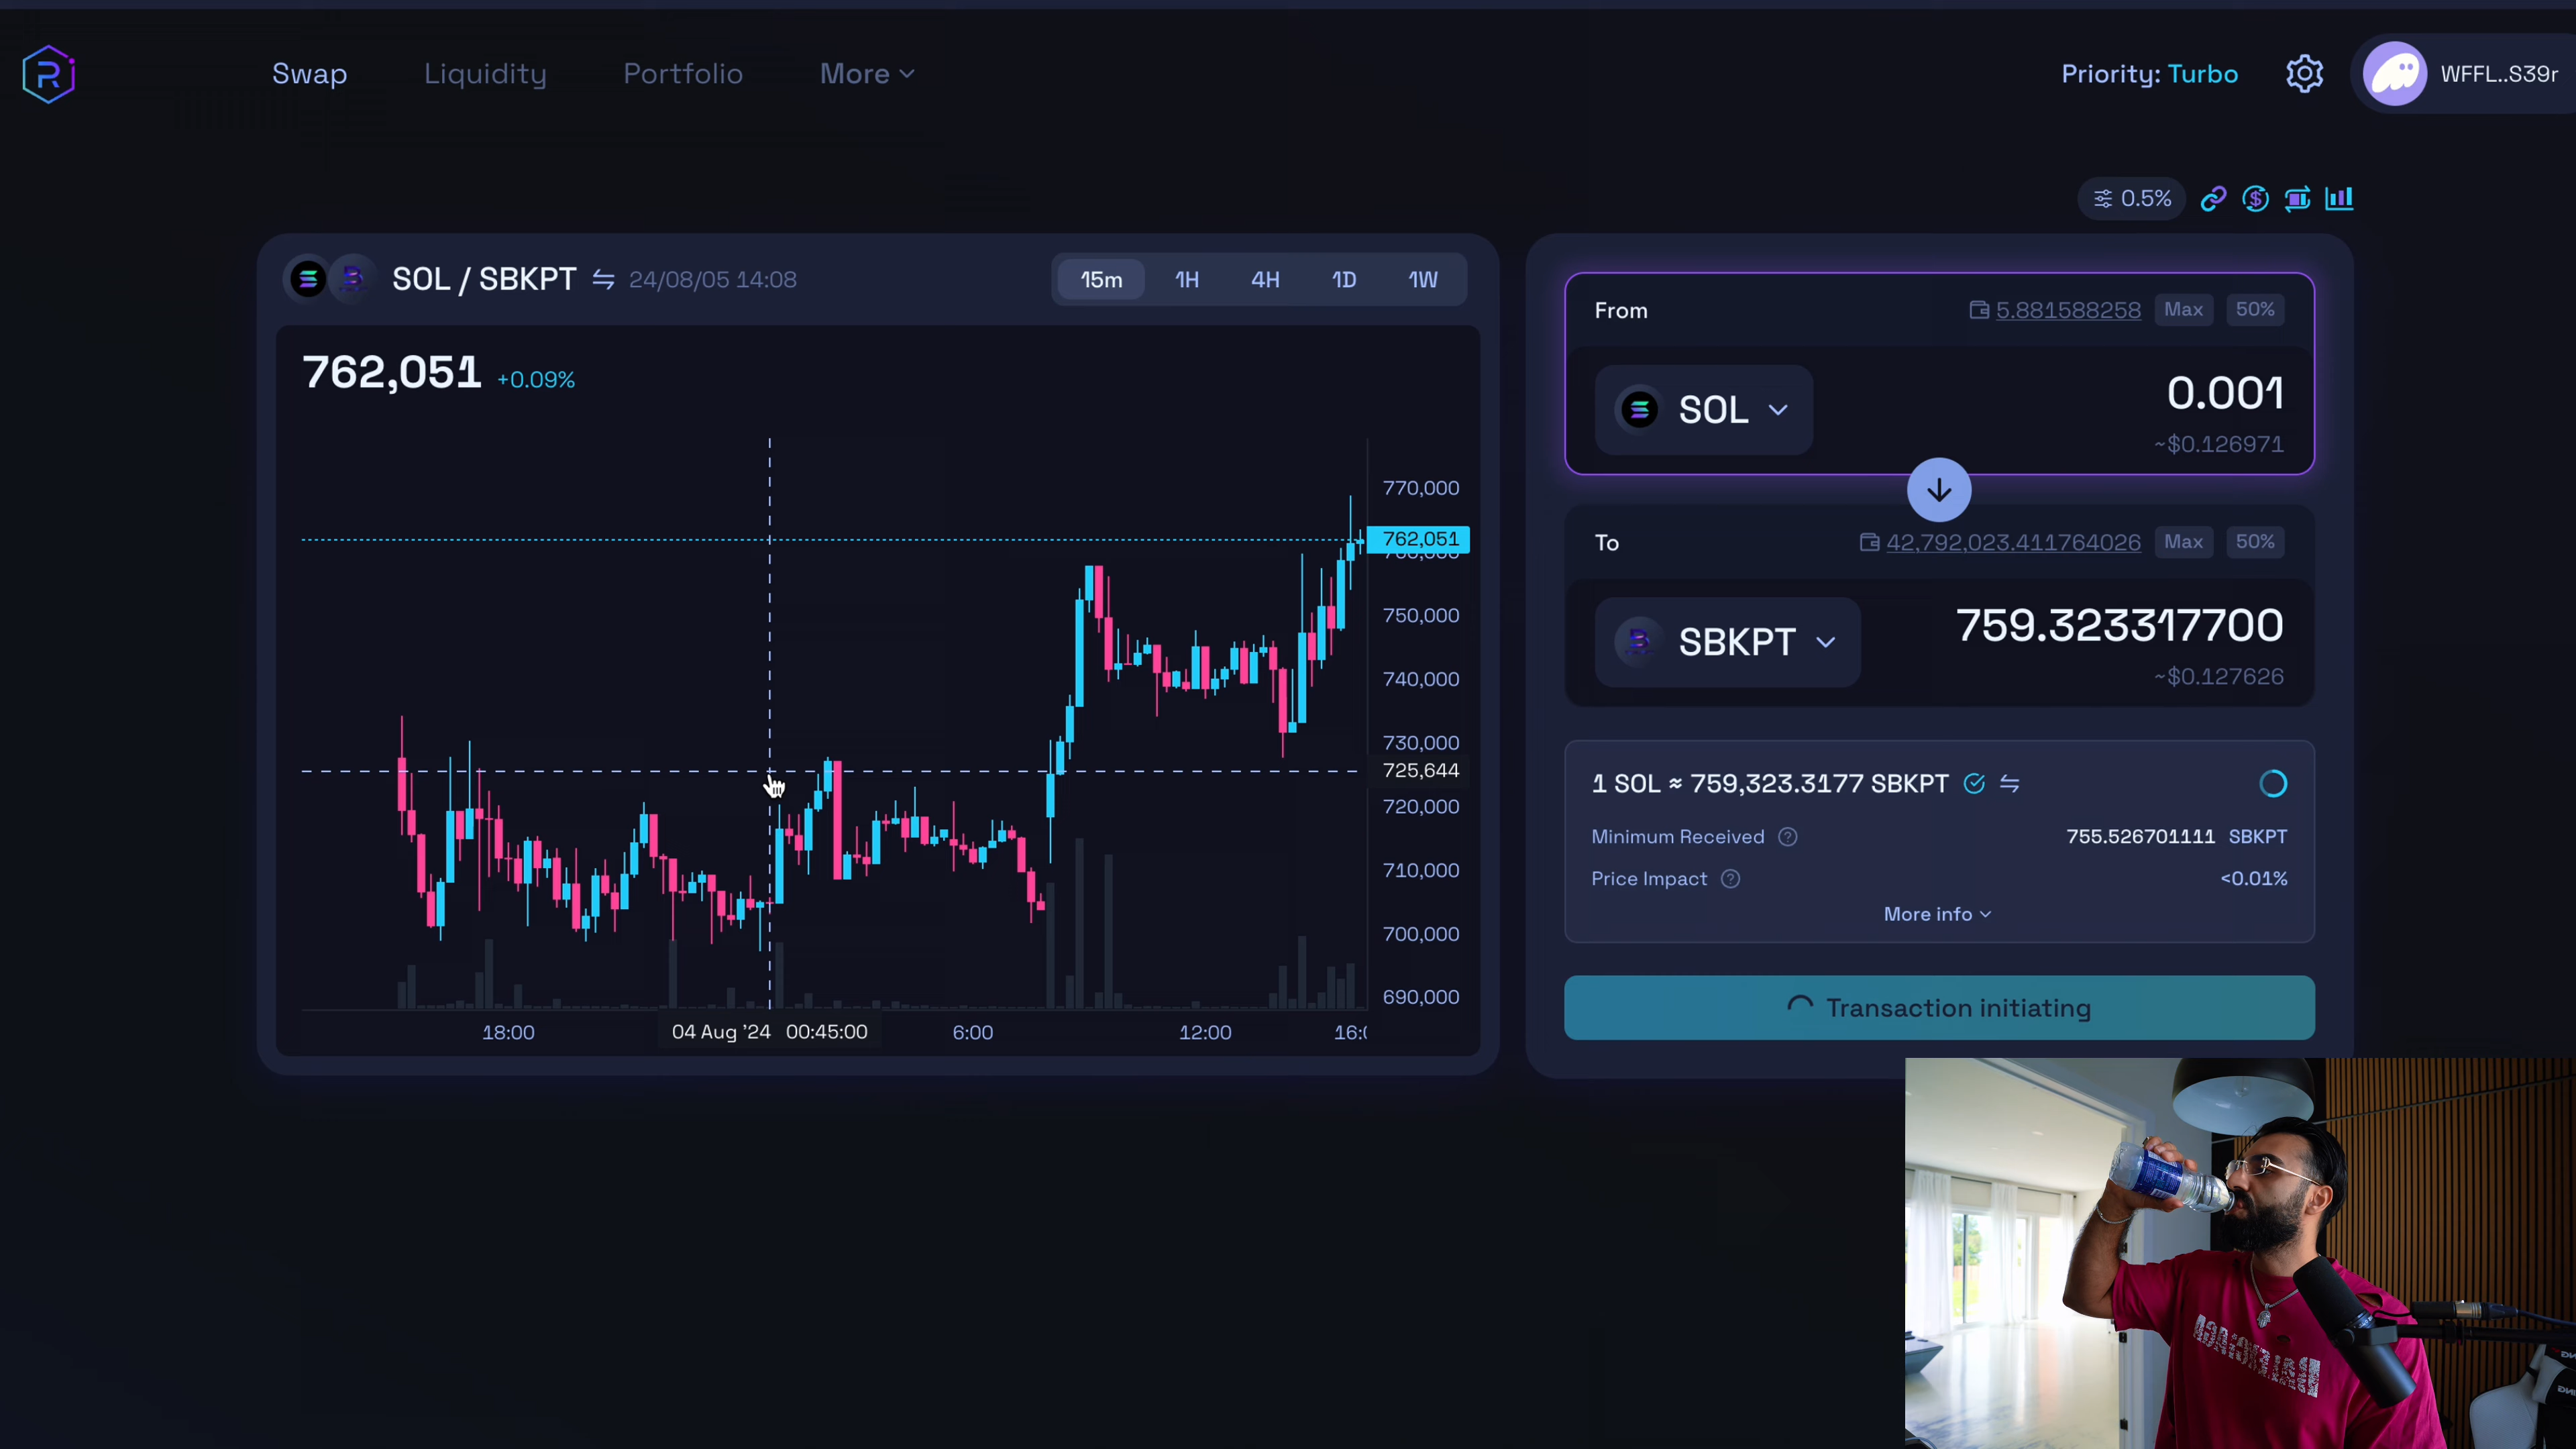 Swap
Liquidity
Portfolio
More
Priority: Turbo
WFFL..S39r
0.5%
SOL / SBKPT
24/08/05 14:08
15m
1H
4H
1D
1W
762,051
+0.09%
770,000
762,051
750,000
740,000
730,000
725,644
720,000
710,000
700,000
690,000
18:00
04 Aug '24 00:45:00
6:00
12:00
From
5.881588258
Max
50%
SOL
0.001
~$0.126971
To
42,792,023.411764026
Max
50%
SBKPT
759.323317700
~$0.127626
1 SOL ≈ 759,323.3177 SBKPT
Minimum Received
755.526701111 SBKPT
Price Impact
<0.01%
More info
Transaction initiating